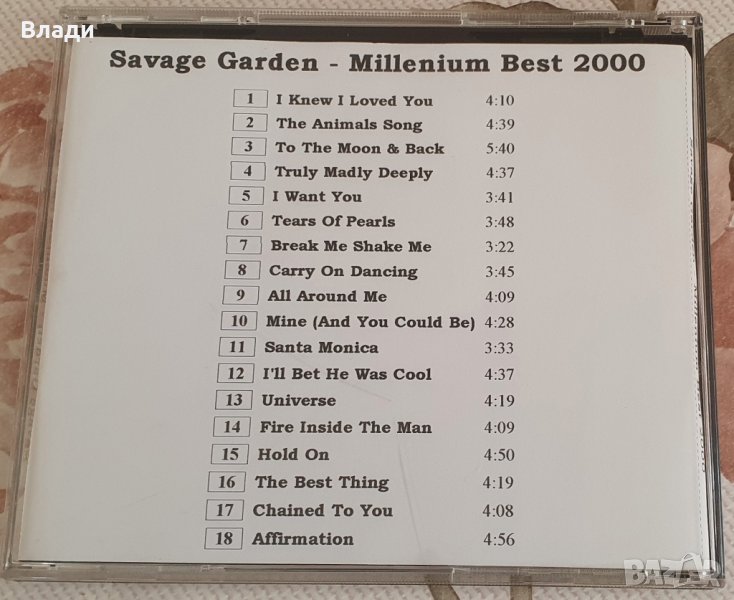 Влади
Savage Garden - Millenium Best 2000
1 I Knew I Loved You 4:10
2 The Animals Song 4:39
3 To The Moon & Back 5:40
4 Truly Madly Deeply 4:37
5 I Want You 3:41
6 Tears Of Pearls 3:48
7 Break Me Shake Me 3:22
8 Carry On Dancing 3:45
9 All Around Me 4:09
10 Mine (And You Could Be) 4:28
11 Santa Monica 3:33
12 I'll Bet He Was Cool 4:37
13 Universe 4:19
14 Fire Inside The Man 4:09
15 Hold On 4:50
16 The Best Thing 4:19
17 Chained To You 4:08
18 Affirmation 4:56
BAZAR